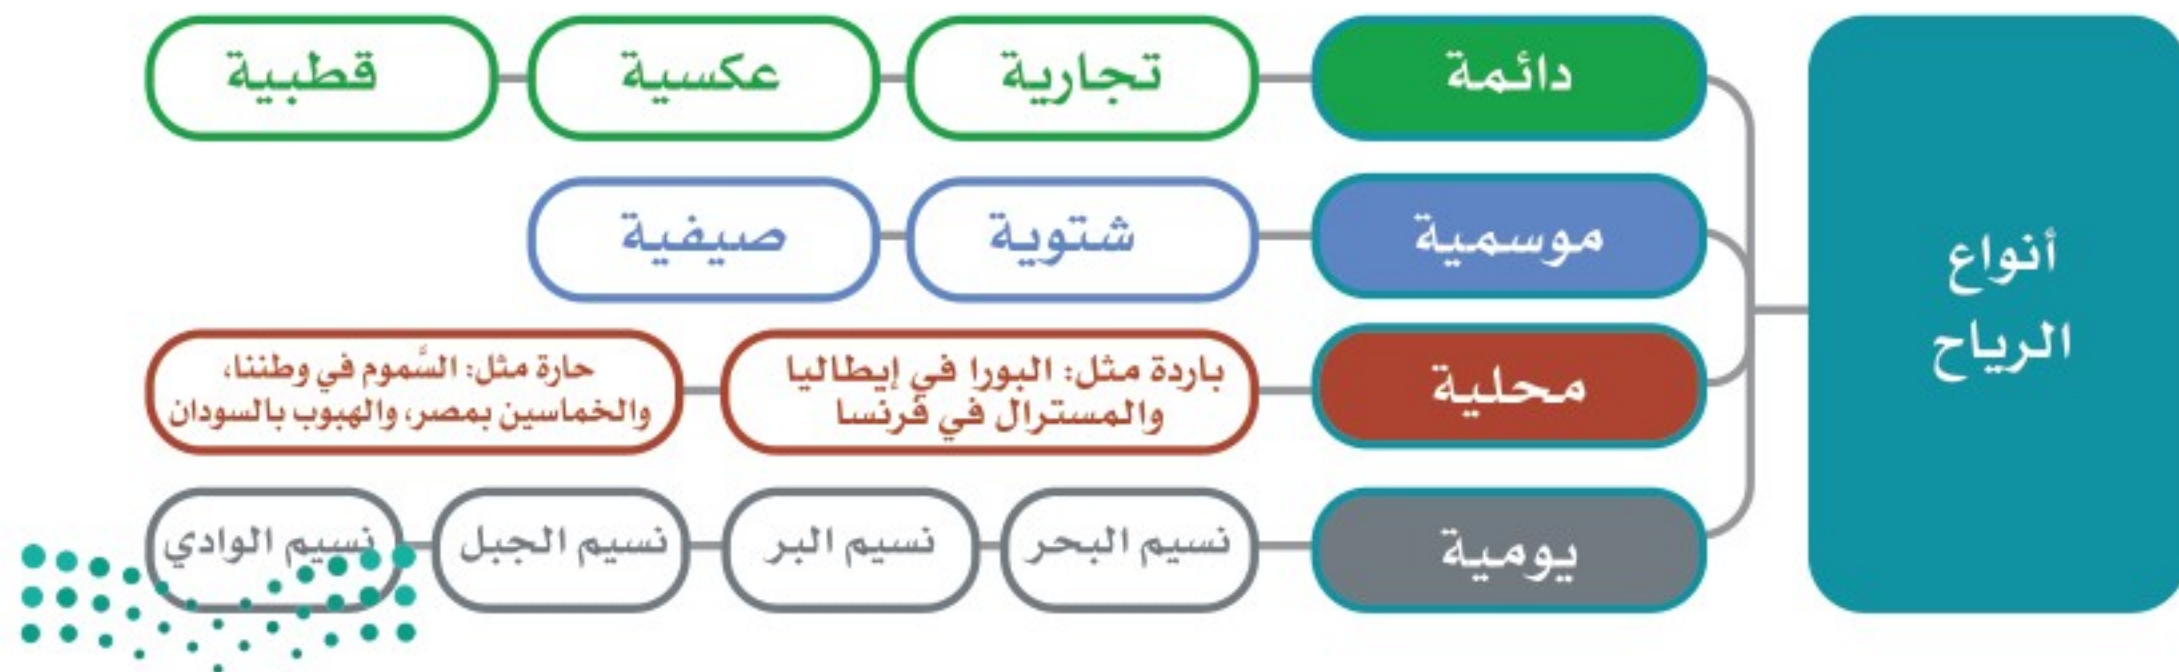 أنواع
الرياح
دائمة
تجارية
عكسية
قطبية
موسمية
شتوية
صيفية
محلية
باردة مثل: البورا في إيطاليا
والمسترال في فرنسا
حارة مثل: السَّموم في وطننا،
والخماسين بمصر، والهبوب بالسودان
يومية
نسيم البحر
نسيم البر
نسيم الجبل
نسيم الوادي